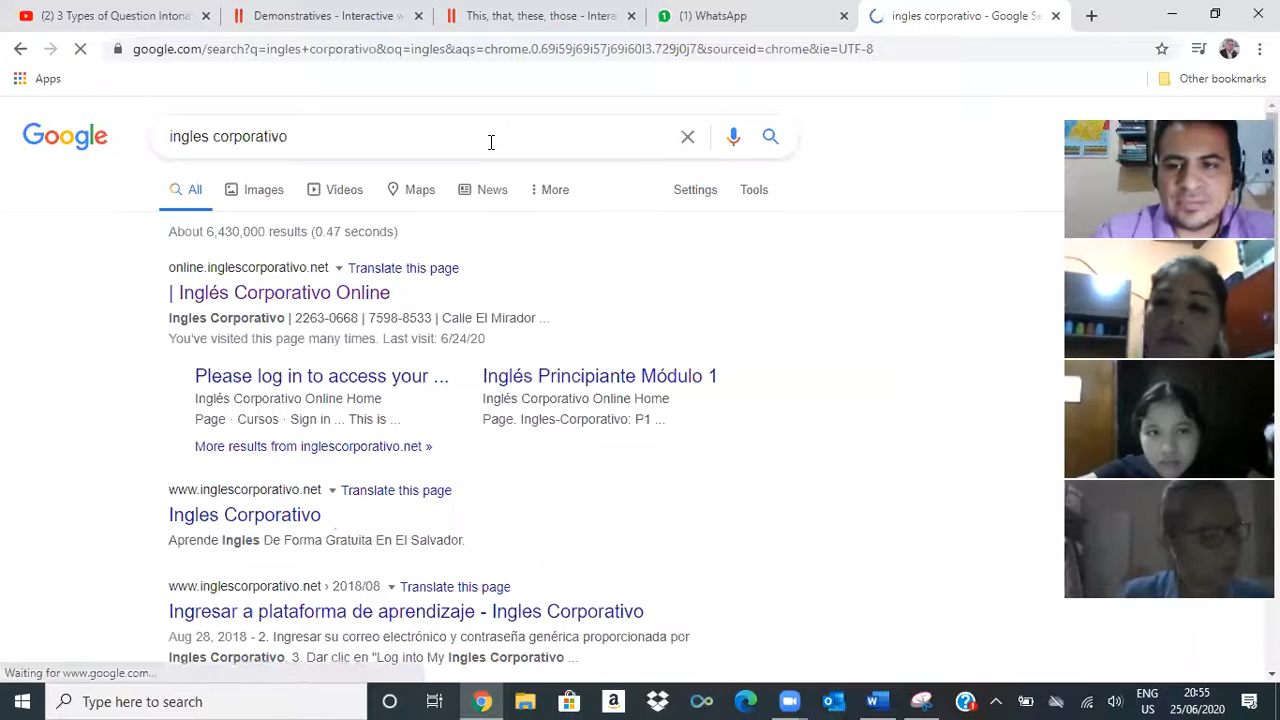 (2) 3 Types of Question Intona
Demonstratives - Interactive w
This, that, these, those - Intera
(1) WhatsApp
ingles corporativo - Google Se
google.com/search?q=ingles+corporativo&oq=ingles&aqs=chrome.0.69i59j69i57j69i60l3.729j0j7&sourceid=chrome&ie=UTF-8
Apps
Other bookmarks
Google
ingles corporativo
All
Images
Videos
Maps
News
More
Settings
Tools
About 6,430,000 results (0.47 seconds)
online.inglescorporativo.net Translate this page
| Inglés Corporativo Online
Ingles Corporativo | 2263-0668 | 7598-8533 | Calle El Mirador ...
You've visited this page many times. Last visit: 6/24/20
Please log in to access your ...
Inglés Corporativo Online Home
Page · Cursos · Sign in ... This is ...
Inglés Principiante Módulo 1
Inglés Corporativo Online Home
Page. Ingles-Corporativo: P1 ...
More results from inglescorporativo.net »
www.inglescorporativo.net Translate this page
Ingles Corporativo
Aprende Ingles De Forma Gratuita En El Salvador.
www.inglescorporativo.net › 2018/08 Translate this page
Ingresar a plataforma de aprendizaje - Ingles Corporativo
Aug 28, 2018 - 2. Ingresar su correo electrónico y contraseña genérica proporcionada por
Ingles Corporativo. 3. Dar clic en "Log into My Ingles Corporativo ...
Waiting for www.google.com...
Type here to search
ENG
ES
20:55
25/06/2020